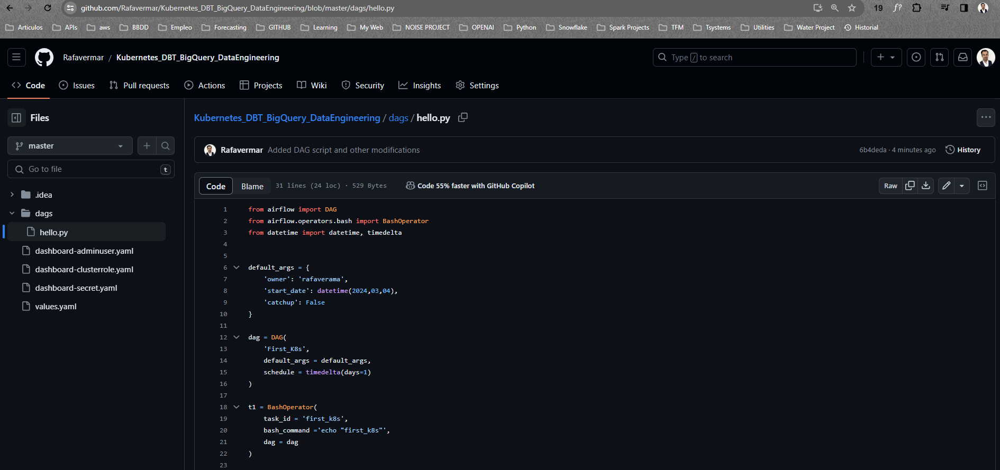 github.com/Rafavermar/Kubernetes_DBT_BigQuery_DataEngineering/blob/master/dags/hello.py
19 f?
Articulos APIs aws BBDD Empleo Forecasting GITHUB Learning My Web NOISE PROJECT OPENAI Python Snowflake Spark Projects TFM Tsystems Utilities Water Project Historial
Rafavermar / Kubernetes_DBT_BigQuery_DataEngineering
Type / to search
Code Issues Pull requests Actions Projects Wiki Security Insights Settings
Files
master
Go to file t
.idea
dags
hello.py
dashboard-adminuser.yaml
dashboard-clusterrole.yaml
dashboard-secret.yaml
values.yaml
Kubernetes_DBT_BigQuery_DataEngineering / dags / hello.py
Rafavermar Added DAG script and other modifications 6b4deda · 4 minutes ago History
Code Blame 31 lines (24 loc) · 529 Bytes Code 55% faster with GitHub Copilot Raw
1 from airflow import DAG
2 from airflow.operators.bash import BashOperator
3 from datetime import datetime, timedelta
4
5
6 default_args = {
7 'owner': 'rafaverama',
8 'start_date': datetime(2024,03,04),
9 'catchup': False
10 }
11
12 dag = DAG(
13 'First_K8s',
14 default_args = default_args,
15 schedule = timedelta(days=1)
16 )
17
18 t1 = BashOperator(
19 task_id = 'first_k8s',
20 bash_command ='echo "first_k8s"',
21 dag = dag
22 )
23